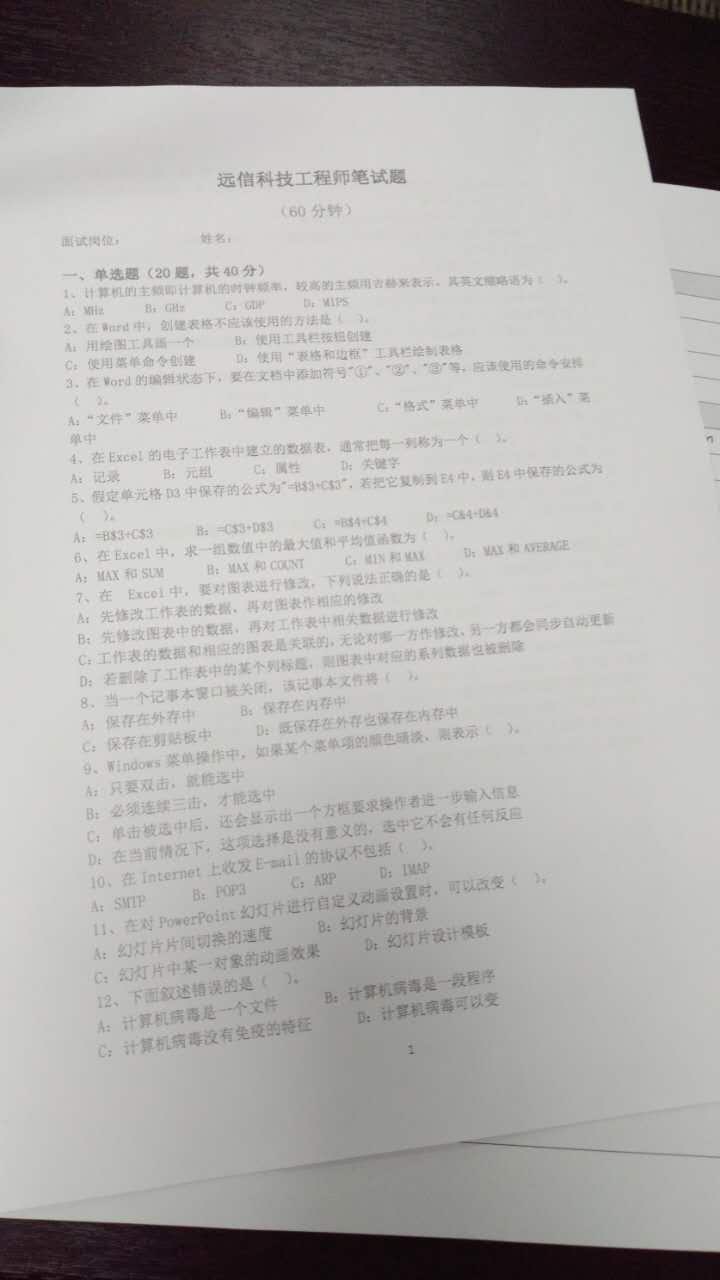 远信科技工程师笔试题
（60 分钟）
面试岗位： 姓名：
一、单选题（20 题，共 40 分）
1、计算机的主频即计算机的时钟频率，较高的主频用吉赫来表示，其英文缩略语为（ ）。
A：MHz B：GHz C：GDP D：MIPS
2、在 Word 中，创建表格不应该使用的方法是（ ）。
A：用绘图工具画一个 B：使用工具栏按钮创建
C：使用菜单命令创建 D：使用“表格和边框”工具栏绘制表格
3、在 Word 的编辑状态下，要在文档中添加符号"①"、"②"、"③"等，应该使用的命令安排
（ ）。
A：“文件”菜单中 B：“编辑”菜单中 C：“格式”菜单中 D：“插入”菜
单中
4、在 Excel 的电子工作表中建立的数据表，通常把每一列称为一个（ ）。
A：记录 B：元组 C：属性 D：关键字
5、假定单元格 D3 中保存的公式为"=B$3+C$3"，若把它复制到 E4 中，则 E4 中保存的公式为
（ ）。
A：=B$3+C$3 B：=C$3+D$3 C：=B$4+C$4 D：=C&4+D&4
6、在 Excel 中，求一组数值中的最大值和平均值函数为（ ）。
A：MAX 和 SUM B：MAX 和 COUNT C：MIN 和 MAX D：MAX 和 AVERAGE
7、在 Excel 中，要对图表进行修改，下列说法正确的是（ ）。
A：先修改工作表的数据，再对图表作相应的修改
B：先修改图表中的数据，再对工作表中相关数据进行修改
C：工作表的数据和相应的图表是关联的，无论对哪一方作修改，另一方都会同步自动更新
D：若删除了工作表中的某个列标题，则图表中对应的系列数据也被删除
8、当一个记事本窗口被关闭，该记事本文件将（ ）。
A：保存在外存中 B：保存在内存中
C：保存在剪贴板中 D：既保存在外存也保存在内存中
9、Windows 菜单操作中，如果某个菜单项的颜色暗淡，则表示（ ）。
A：只要双击，就能选中
B：必须连续三击，才能选中
C：单击被选中后，还会显示出一个方框要求操作者进一步输入信息
D：在当前情况下，这项选择是没有意义的，选中它不会有任何反应
10、在 Internet 上收发 E-mail 的协议不包括（ ）。
A：SMTP B：POP3 C：ARP D：IMAP
11、在对 PowerPoint 幻灯片进行自定义动画设置时，可以改变（ ）。
A：幻灯片片间切换的速度 B：幻灯片的背景
C：幻灯片中某一对象的动画效果 D：幻灯片设计模板
12、下面叙述错误的是（ ）。
A：计算机病毒是一个文件 B：计算机病毒是一段程序
C：计算机病毒没有免疫的特征 D：计算机病毒可以变
1